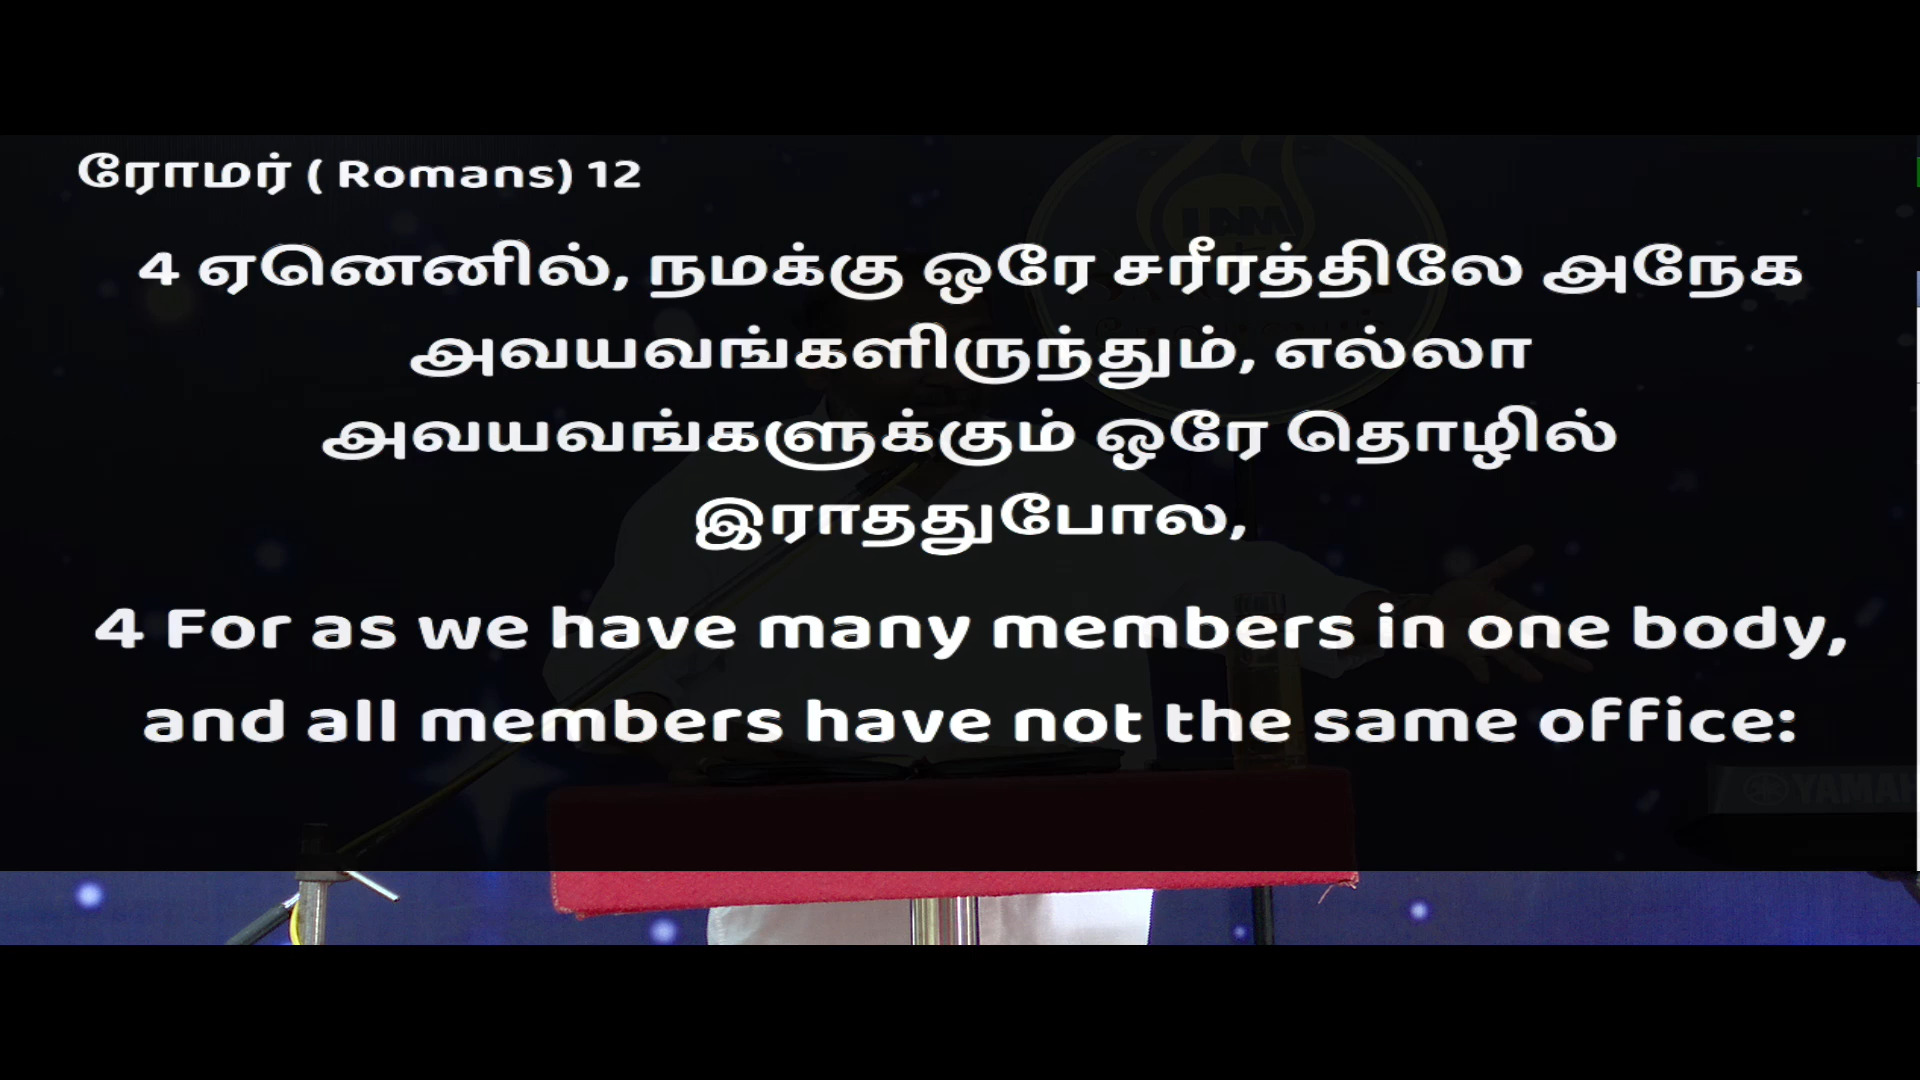 ரோமர் ( Romans) 12
4 ஏனெனில், நமக்கு ஒரே சரீரத்திலே அநேக
அவயவங்களிருந்தும், எல்லா
அவயவங்களுக்கும் ஒரே தொழில்
இராததுபோல,
4 For as we have many members in one body,
and all members have not the same office: